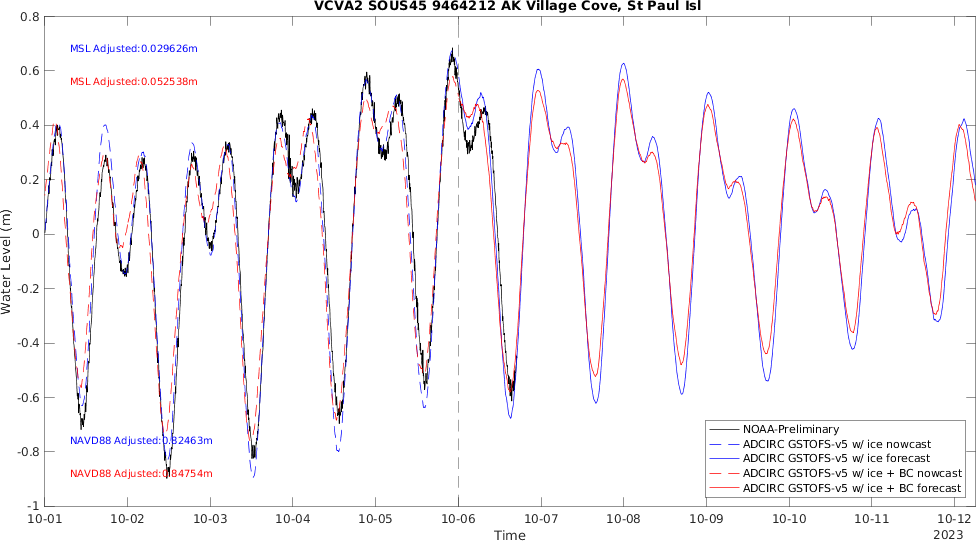 VCVA2 SOUS45 9464212 AK Village Cove, St Paul Isl
0.8
MSL Adjusted:0.029626m
0.6
MSL Adjusted:0.052538m
0.4
0.2
0
Water Level (m)
-0.2
-0.4
-0.6
NOAA-Preliminary
NAVD88 Adjusted:0.82463m
ADCIRC GSTOFS-v5 w/ ice nowcast
-0.8
ADCIRC GSTOFS-v5 w/ ice forecast
NAVD88 Adjusted:0.84754m
ADCIRC GSTOFS-v5 w/ ice + BC nowcast
ADCIRC GSTOFS-v5 w/ ice + BC forecast
-1
10-01 10-02 10-03 10-04 10-05 10-06 10-07 10-08 10-09 10-10 10-11 10-12
Time
2023